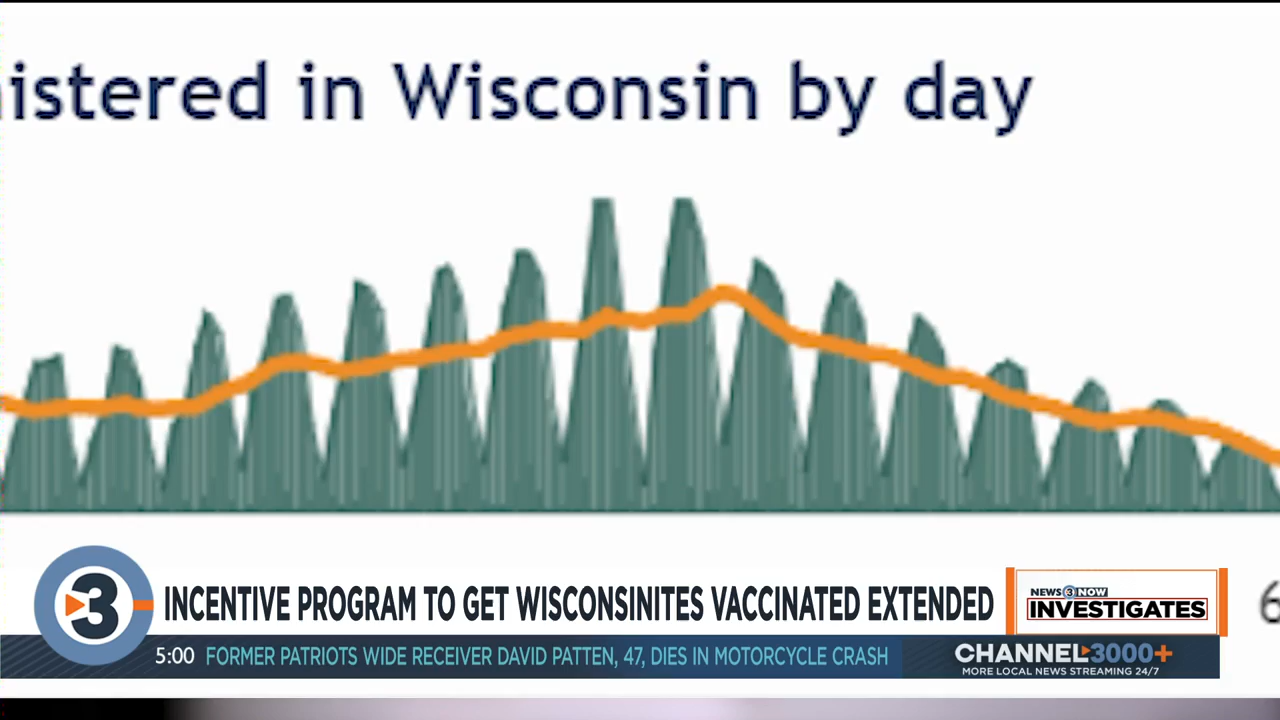 istered in Wisconsin by day
3
INCENTIVE PROGRAM TO GET WISCONSINITES VACCINATED EXTENDED
NEWS 3 NOW
INVESTIGATES
6
5:00 FORMER PATRIOTS WIDE RECEIVER DAVID PATTEN, 47, DIES IN MOTORCYCLE CRASH
CHANNEL3000+
MORE LOCAL NEWS STREAMING 24/7